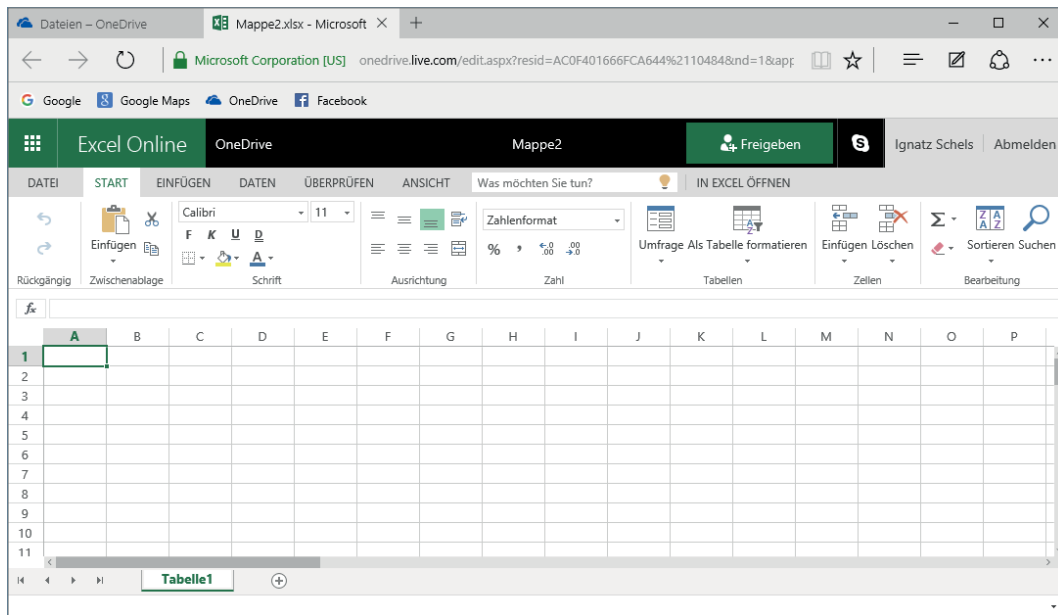 Dateien – OneDrive Mappe2.xlsx - Microsoft
Microsoft Corporation [US] onedrive.live.com/edit.aspx?resid=AC0F401666FCA644%2110484&nd=1&app
Google Google Maps OneDrive Facebook
Excel Online OneDrive Mappe2 Freigeben Ignatz Schels Abmelden
DATEI START EINFÜGEN DATEN ÜBERPRÜFEN ANSICHT Was möchten Sie tun? IN EXCEL ÖFFNEN
Calibri 11 Zahlenformat
Einfügen F K U D % , ,0 ,00 Umfrage Als Tabelle formatieren Einfügen Löschen Σ Sortieren Suchen
A ,00 ,0
Rückgängig Zwischenablage Schrift Ausrichtung Zahl Tabellen Zellen Bearbeitung
fx
A B C D E F G H I J K L M N O P
1
2
3
4
5
6
7
8
9
10
11
Tabelle1